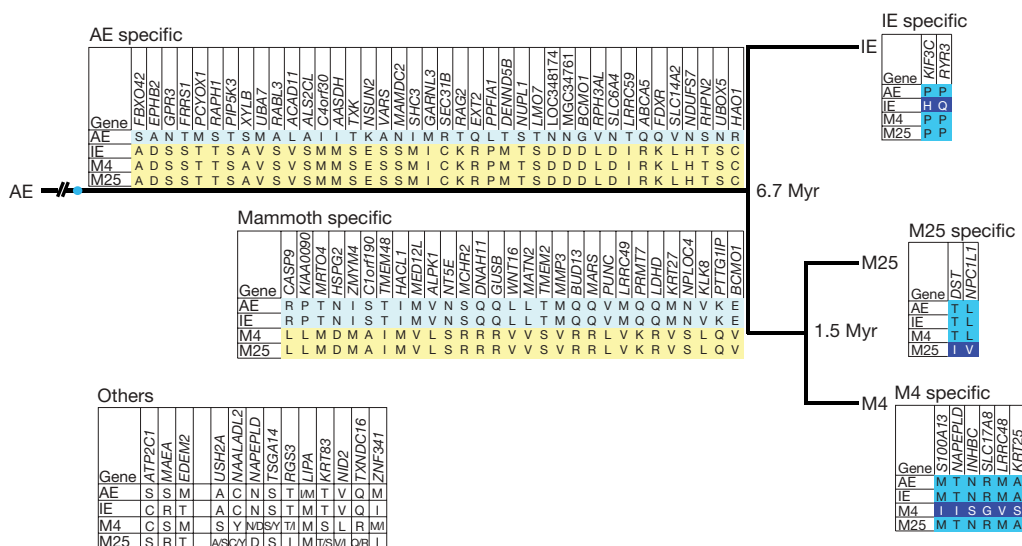 AE specific
Gene FBXO42 EPHB2 GPR3 FRRS1 PCYOX1 RAPH1 PIP5K3 XYLB UBA7 RABL3 ACAD11 ALS2CL C4orf30 AASDH TXK NSUN2 VARS MAMDC2 SHC3 GARNL3 SEC31B RAG2 EXT2 PPFIA1 DENND5B NUPL1 LMO7 LOC348174 MGC34761 BCMO1 RPH3AL SLC6A4 LRRC59 ABCA5 FDXR SLC14A2 NDUFS7 RHPN2 UBOX5 HAO1
AE S A N T M S T S M A L A I I T K A N I M R T Q L T S T N N G V N T Q Q V N S N R
IE A D S S T T S A V S V S M M S E S S M I C K R P M T S D D D L D I R K L H T S C
M4 A D S S T T S A V S V S M M S E S S M I C K R P M T S D D D L D I R K L H T S C
M25 A D S S T T S A V S V S M M S E S S M I C K R P M T S D D D L D I R K L H T S C
IE specific
IE
Gene KIF3C RYR3
AE P P
IE H Q
M4 P P
M25 P P
AE
6.7 Myr
Mammoth specific
Gene CASP9 KIAA0090 MRTO4 HSPG2 ZMYM4 C1orf190 TMEM48 HACL1 MED12L ALPK1 NT5E MCHR2 DNAH11 GUSB WNT16 MATN2 TMEM2 MMP3 BUD13 MARS PUNC LRRC49 PRMT7 LDHD KRT27 NPLOC4 KLK8 PTTG1IP BCMO1
AE R P T N I S T I M V N S Q Q L L T M Q Q V M Q Q M N V K E
IE R P T N I S T I M V N S Q Q L L T M Q Q V M Q Q M N V K E
M4 L L M D M A I M V L S R R R V V S V R R L V K R V S L Q V
M25 L L M D M A I M V L S R R R V V S V R R L V K R V S L Q V
M25 specific
M25
Gene DST NPC1L1
AE T L
IE T L
M4 T L
M25 I V
1.5 Myr
M4
M4 specific
Gene S100A13 NAPEPLD INHBC SLC17A8 LRRC48 KRT25
AE M T N R M A
IE M T N R M A
M4 I I S G V S
M25 M T N R M A
Others
Gene ATP2C1 MAEA EDEM2 USH2A NAALADL2 NAPEPLD TSGA14 RGS3 LIPA KRT83 NID2 TXNDC16 ZNF341
AE S S M A C N S T I/M T V Q M
IE C R T A C N S T M T V Q I
M4 C S M S Y N/D S/Y T/I M S L R M/I
M25 S R T A/S C/Y D S I M T/S V/L Q/R I